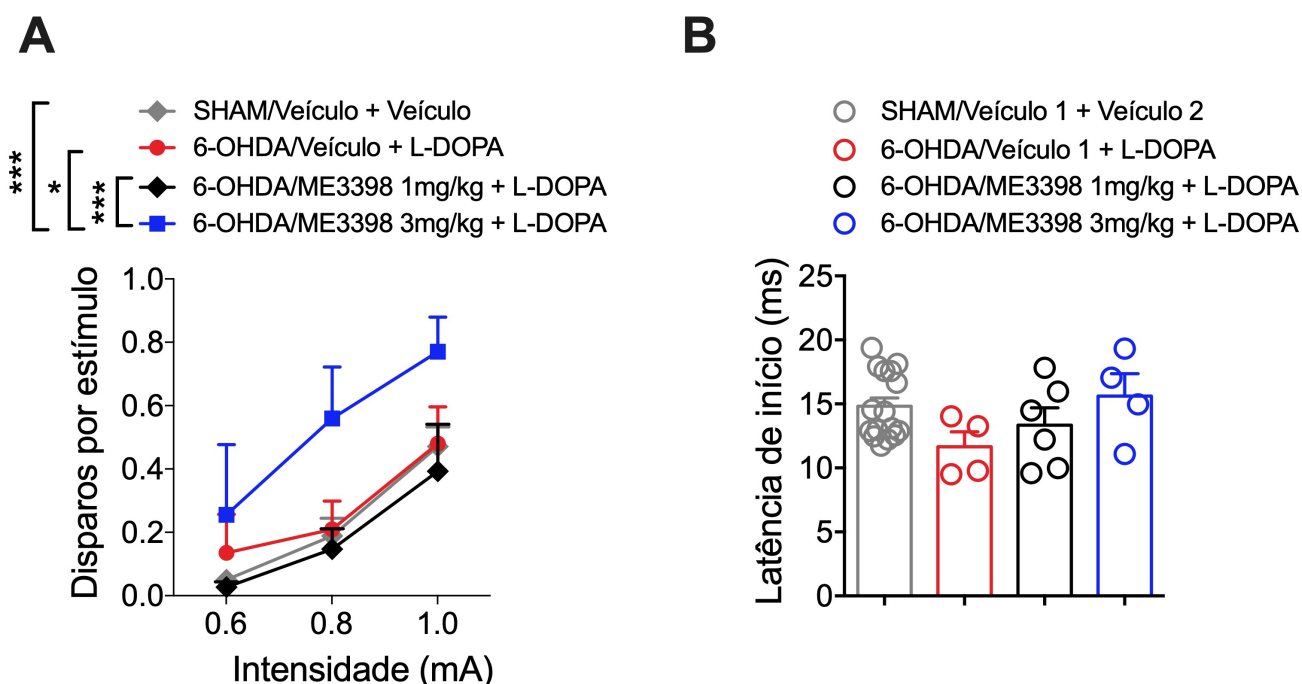 A
SHAM/Veículo + Veículo
6-OHDA/Veículo + L-DOPA
6-OHDA/ME3398 1mg/kg + L-DOPA
6-OHDA/ME3398 3mg/kg + L-DOPA
***
*
***
Disparos por estímulo
1.0
0.8
0.6
0.4
0.2
0.0
0.6 0.8 1.0
Intensidade (mA)
B
SHAM/Veículo 1 + Veículo 2
6-OHDA/Veículo 1 + L-DOPA
6-OHDA/ME3398 1mg/kg + L-DOPA
6-OHDA/ME3398 3mg/kg + L-DOPA
Latência de início (ms)
25
20
15
10
5
0